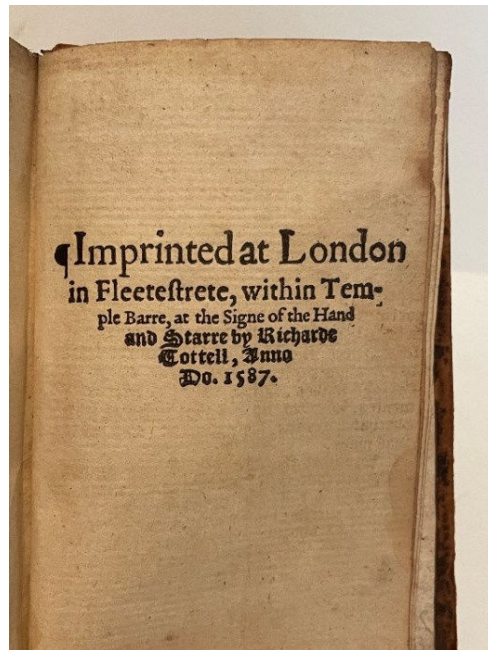 ¶Imprinted at London
in Fleeteſtrete, within Tem-
ple Barre, at the Signe of the Hand
and Starre by Richarde
Tottell, Anno
Do. 1587.